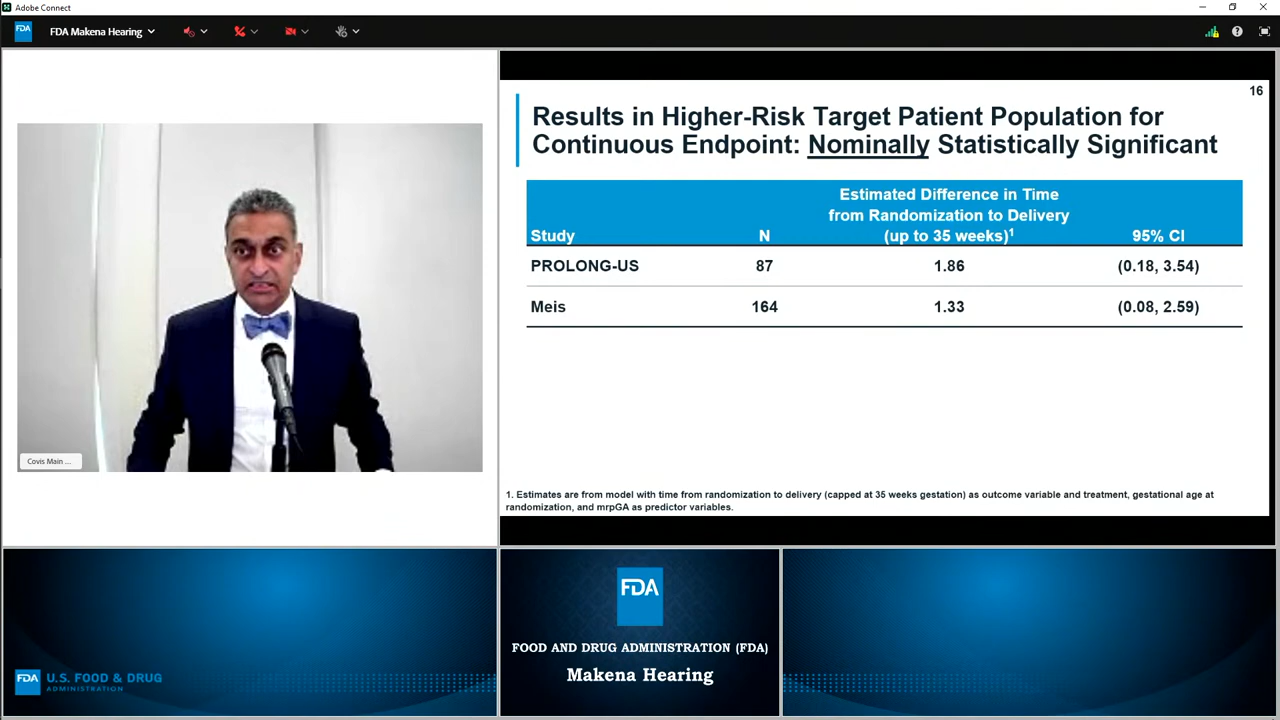 Adobe Connect
FDA
FDA Makena Hearing
16
Results in Higher-Risk Target Patient Population for
Continuous Endpoint: Nominally Statistically Significant
Estimated Difference in Time
from Randomization to Delivery
Study N (up to 35 weeks)1 95% CI
PROLONG-US 87 1.86 (0.18, 3.54)
Meis 164 1.33 (0.08, 2.59)
Covis Main ...
1. Estimates are from model with time from randomization to delivery (capped at 35 weeks gestation) as outcome variable and treatment, gestational age at
randomization, and mrpGA as predictor variables.
FDA U.S. FOOD & DRUG
ADMINISTRATION
FDA
FOOD AND DRUG ADMINISTRATION (FDA)
Makena Hearing